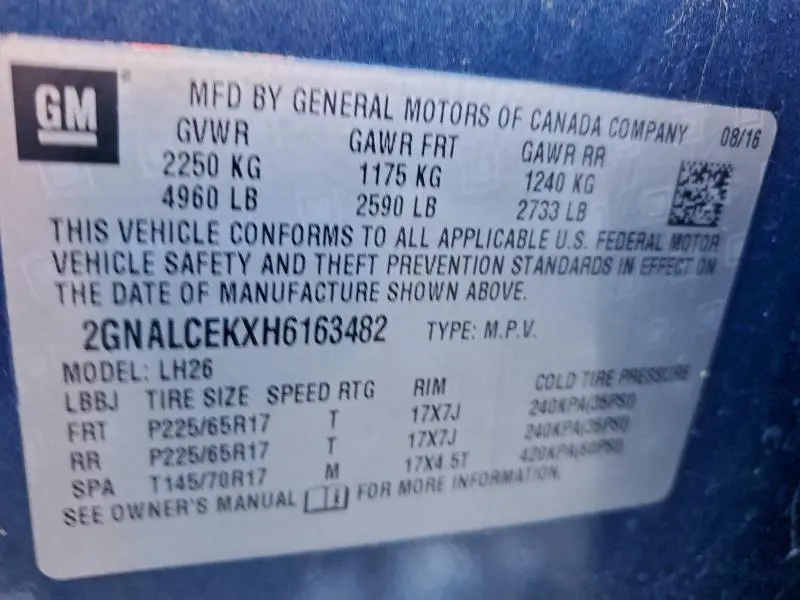 GM
MFD BY GENERAL MOTORS OF CANADA COMPANY 08/16
GVWR GAWR FRT GAWR RR
2250 KG 1175 KG 1240 KG
4960 LB 2590 LB 2733 LB
THIS VEHICLE CONFORMS TO ALL APPLICABLE U.S. FEDERAL MOTOR
VEHICLE SAFETY AND THEFT PREVENTION STANDARDS IN EFFECT ON
THE DATE OF MANUFACTURE SHOWN ABOVE.
2GNALCEKXH6163482 TYPE: M.P.V.
MODEL: LH26
LBBJ TIRE SIZE SPEED RTG RIM COLD TIRE PRESSURE
FRT P225/65R17 T 17X7J 240KPA(35PSI)
RR P225/65R17 T 17X7J 240KPA(35PSI)
SPA T145/70R17 M 17X4.5T 420KPA(60PSI)
SEE OWNER'S MANUAL FOR MORE INFORMATION.